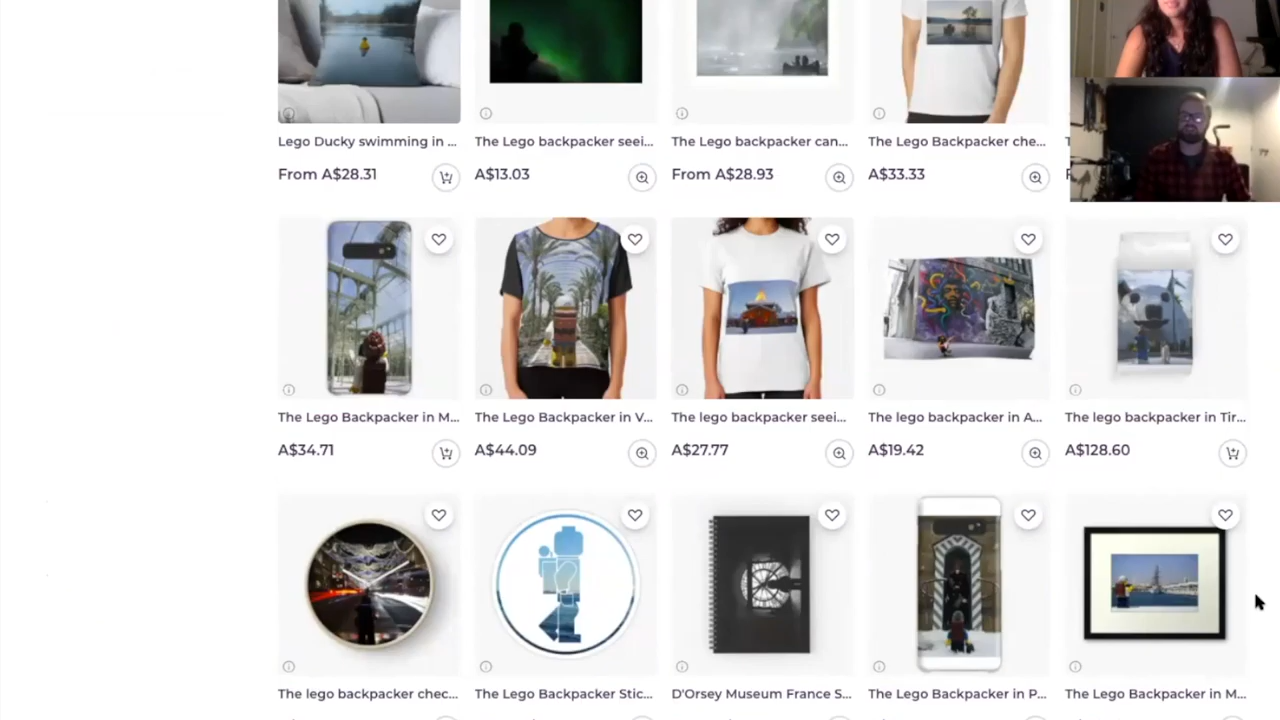 Lego Ducky swimming in ...
The Lego backpacker seei...
The Lego backpacker can...
The Lego Backpacker che...
From A$28.31
A$13.03
From A$28.93
A$33.33
The Lego Backpacker in M...
The Lego Backpacker in V...
The lego backpacker seei...
The lego backpacker in A...
The lego backpacker in Tir...
A$34.71
A$44.09
A$27.77
A$19.42
A$128.60
The lego backpacker chec...
The Lego Backpacker Stic...
D'Orsey Museum France S...
The Lego Backpacker in P...
The Lego Backpacker in M...